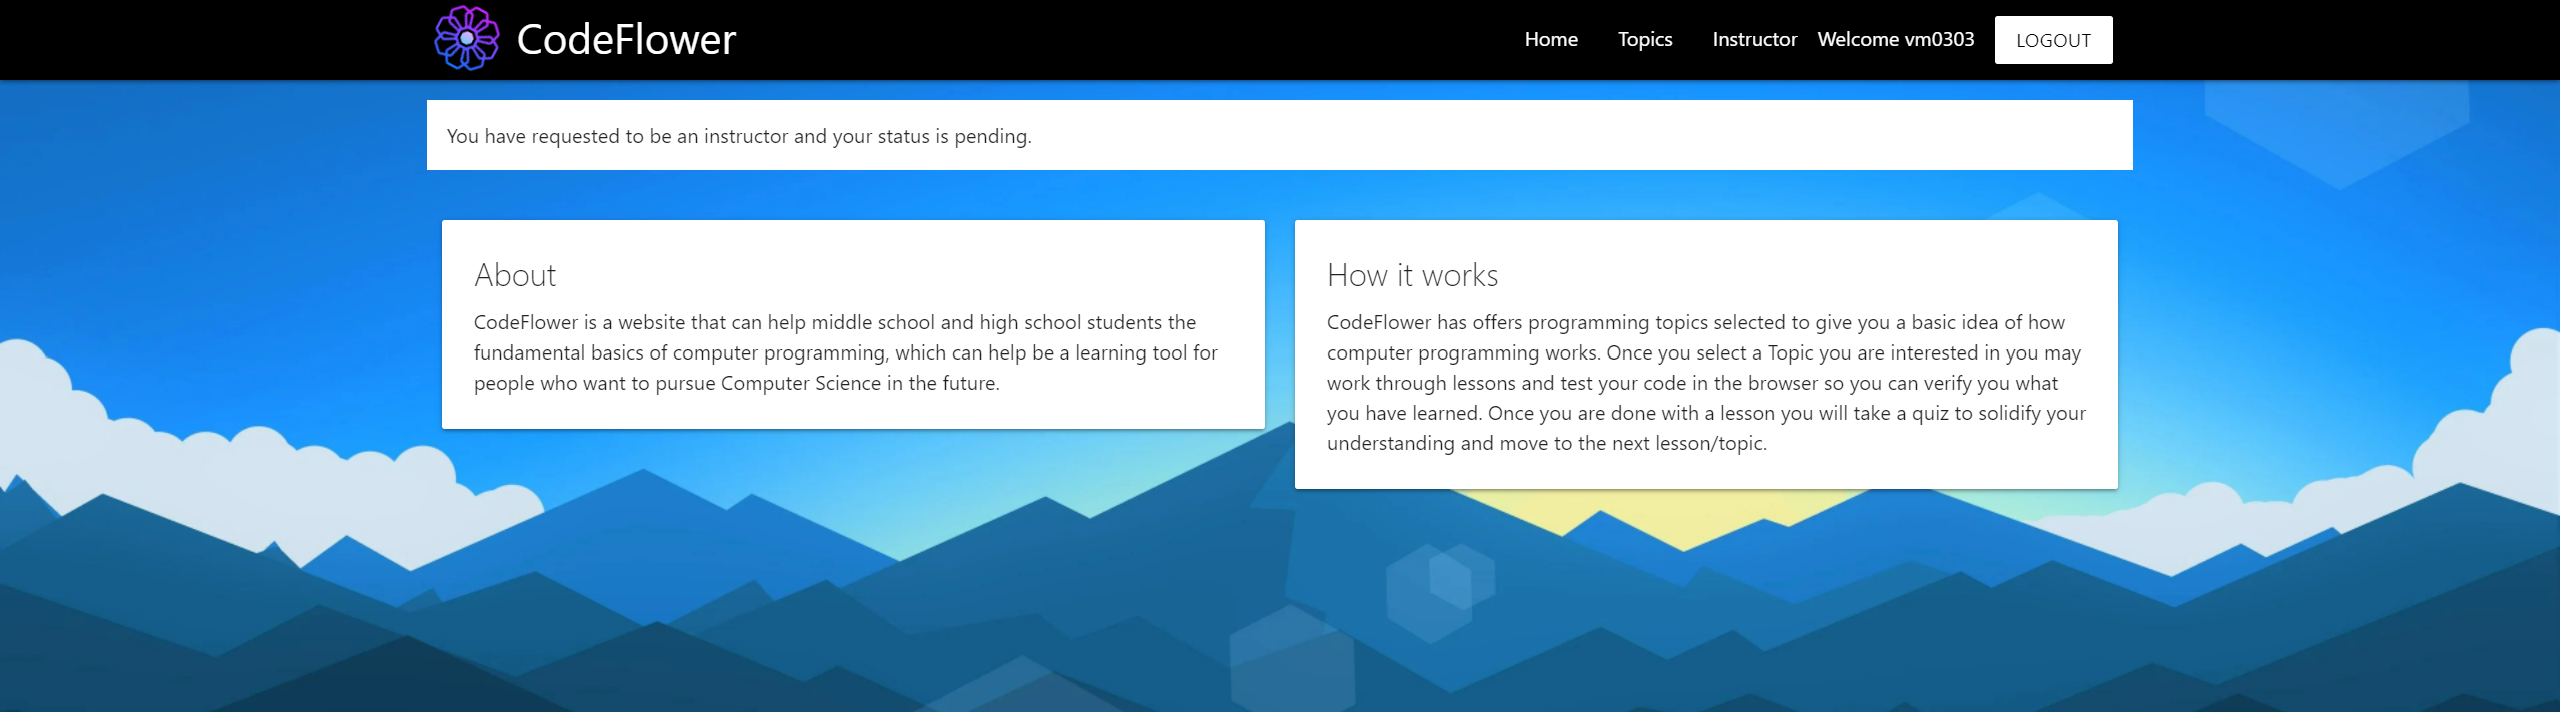 CodeFlower
Home Topics Instructor Welcome vm0303 LOGOUT
You have requested to be an instructor and your status is pending.
About
CodeFlower is a website that can help middle school and high school students the
fundamental basics of computer programming, which can help be a learning tool for
people who want to pursue Computer Science in the future.
How it works
CodeFlower has offers programming topics selected to give you a basic idea of how
computer programming works. Once you select a Topic you are interested in you may
work through lessons and test your code in the browser so you can verify you what
you have learned. Once you are done with a lesson you will take a quiz to solidify your
understanding and move to the next lesson/topic.